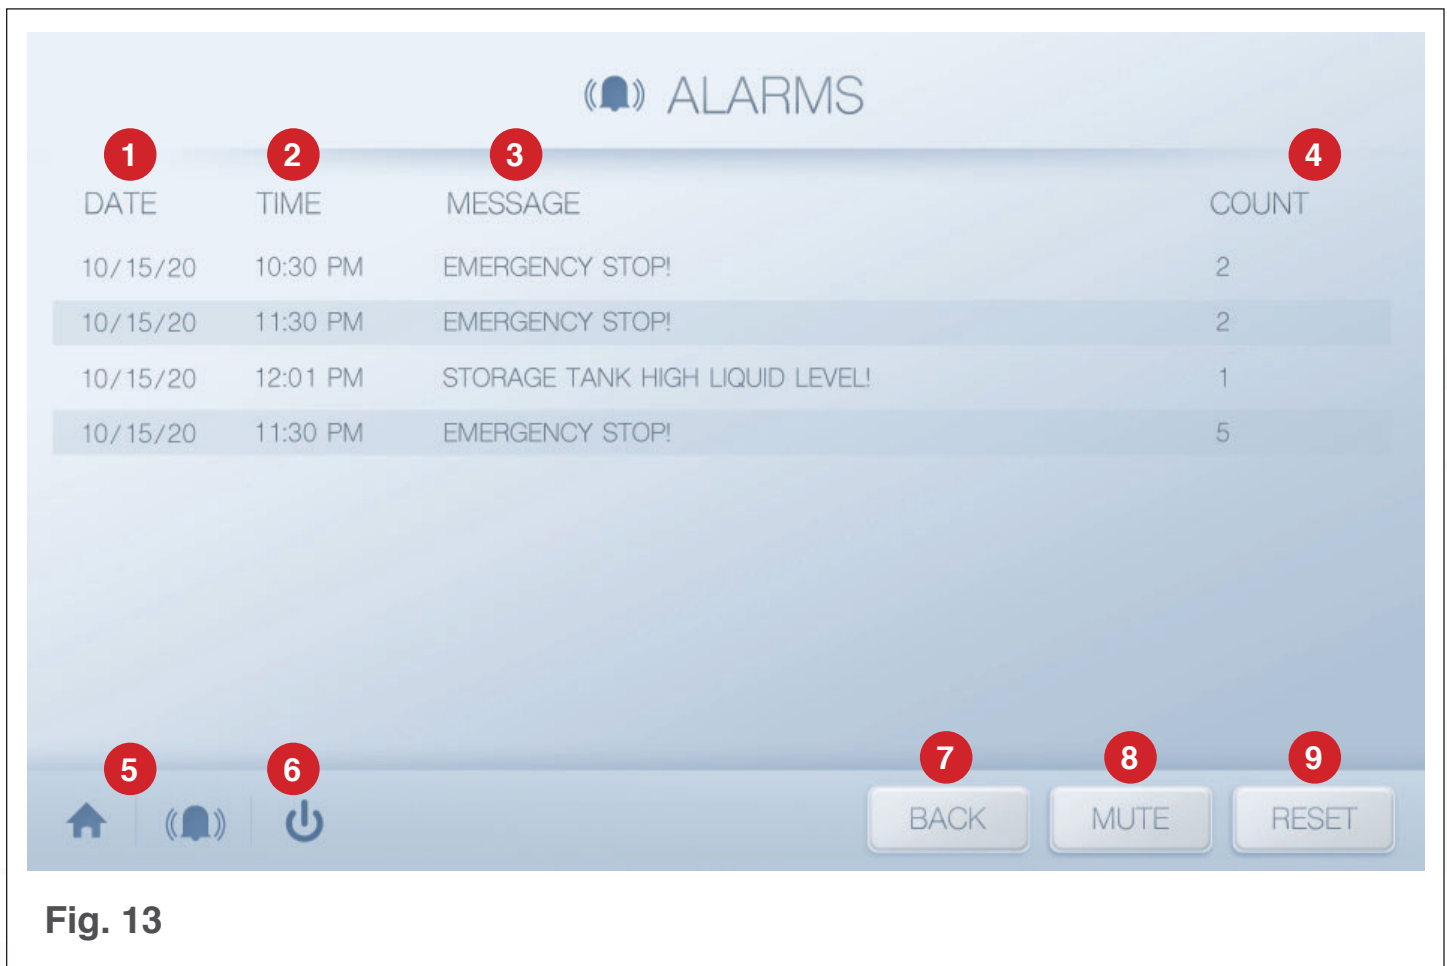 ALARMS
1 2 3 4
DATE TIME MESSAGE COUNT
10/15/20 10:30 PM EMERGENCY STOP! 2
10/15/20 11:30 PM EMERGENCY STOP! 2
10/15/20 12:01 PM STORAGE TANK HIGH LIQUID LEVEL! 1
10/15/20 11:30 PM EMERGENCY STOP! 5
5 6 7 8 9
BACK MUTE RESET
Fig. 13